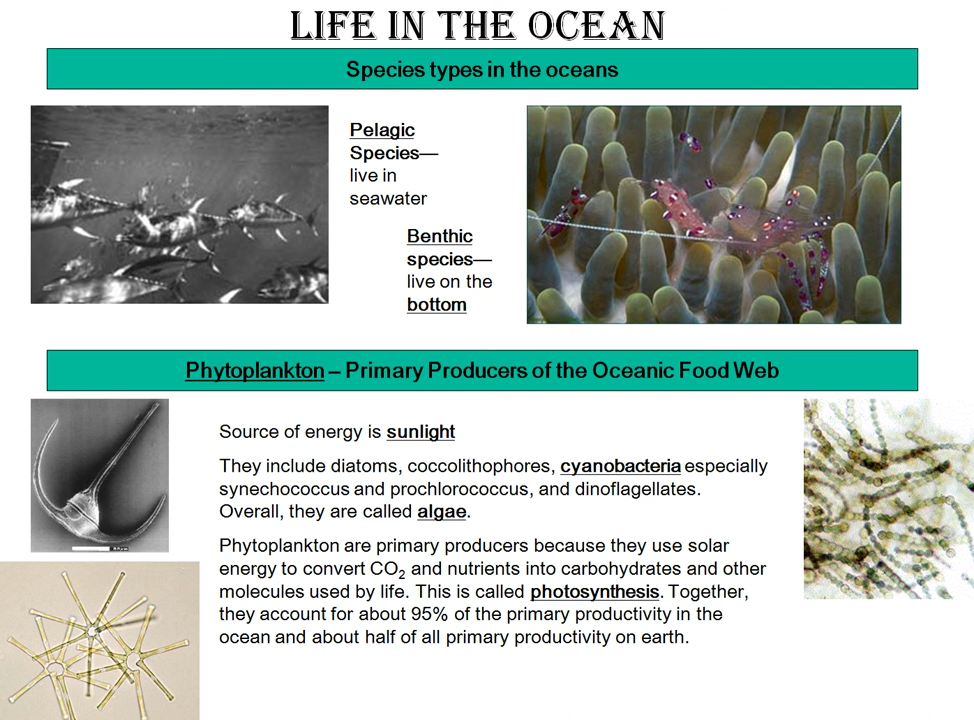 LIFE IN THE OCEAN
Species types in the oceans
Pelagic
Species—
live in
seawater
Benthic
species—
live on the
bottom
Phytoplankton – Primary Producers of the Oceanic Food Web
Source of energy is sunlight
They include diatoms, coccolithophores, cyanobacteria especially
synechococcus and prochlorococcus, and dinoflagellates.
Overall, they are called algae.
Phytoplankton are primary producers because they use solar
energy to convert CO2 and nutrients into carbohydrates and other
molecules used by life. This is called photosynthesis. Together,
they account for about 95% of the primary productivity in the
ocean and about half of all primary productivity on earth.